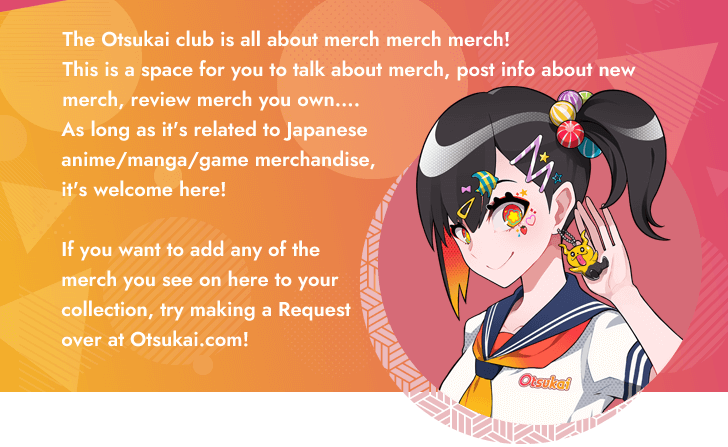 The Otsukai club is all about merch merch merch!
This is a space for you to talk about merch, post info about new
merch, review merch you own....
As long as it's related to Japanese
anime/manga/game merchandise,
it's welcome here!
If you want to add any of the
merch you see on here to your
collection, try making a Request
over at Otsukai.com!
Otsukai